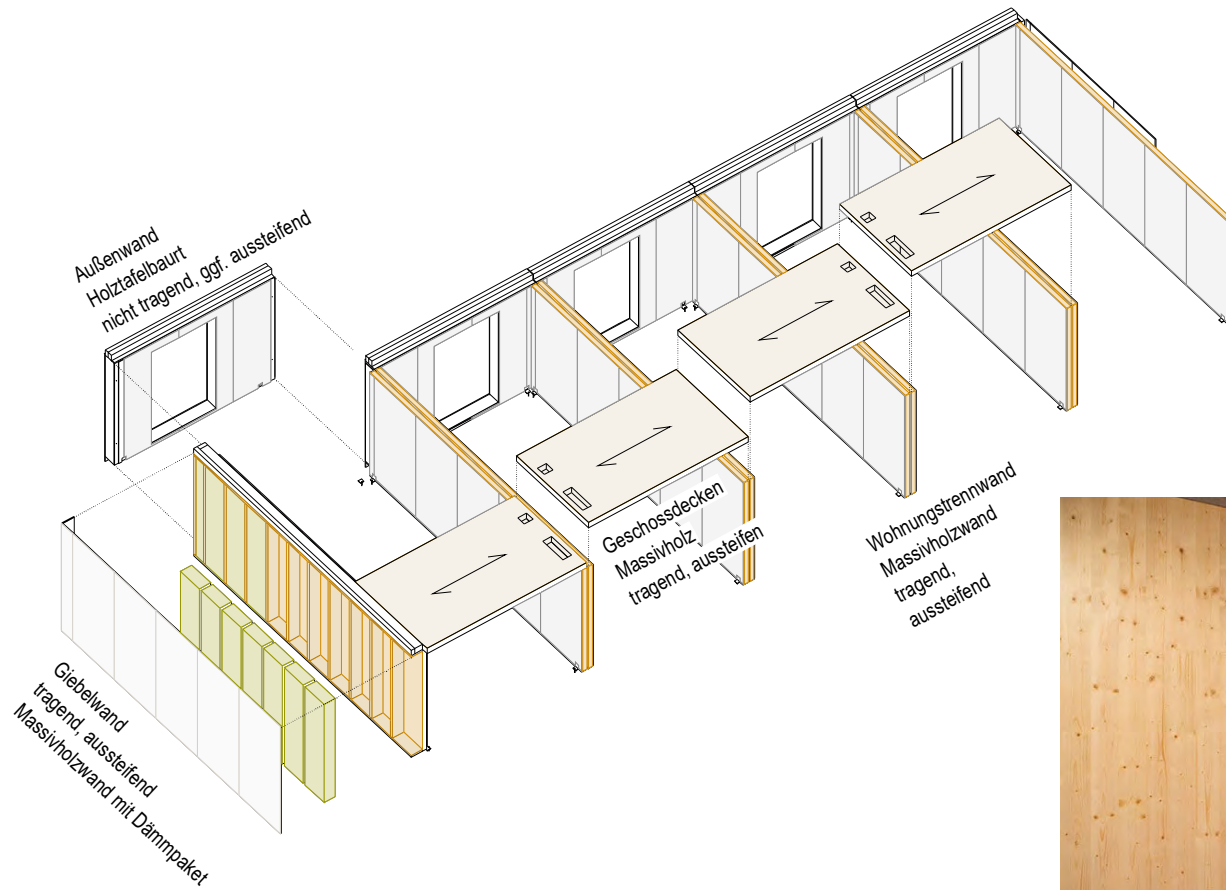 Außenwand
Holztafelbaurt
nicht tragend, ggf. aussteifend
Geschossdecken
Massivholz
tragend, aussteifen
Wohnungstrennwand
Massivholzwand
tragend,
aussteifend
Giebelwand
tragend, aussteifend
Massivholzwand mit Dämmpaket